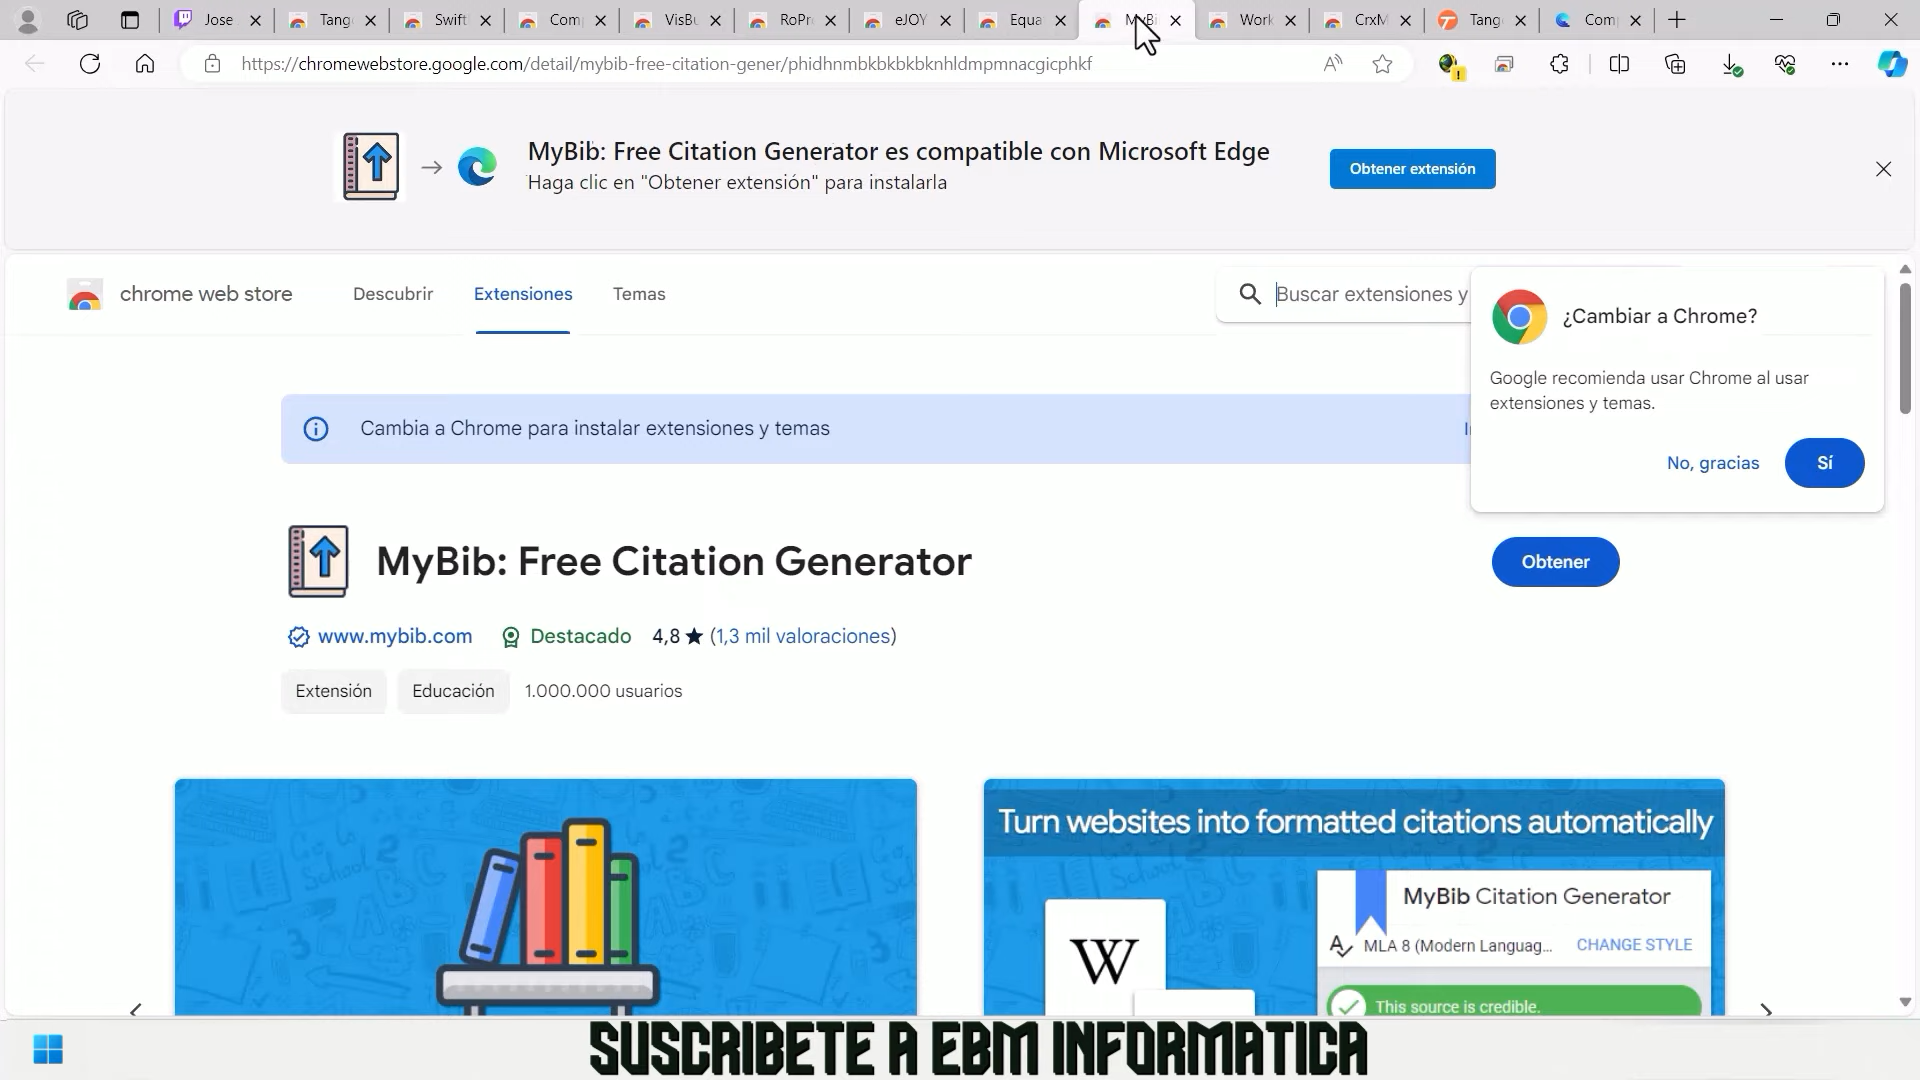 Jose
Tang
Swift
Com
VisBu
RoPr
eJOY
Equa
MyBi
Work
CrxM
Tang
Com
https://chromewebstore.google.com/detail/mybib-free-citation-gener/phidhnmbkbkbkbknhldmpmnacgicphkf
MyBib: Free Citation Generator es compatible con Microsoft Edge
Haga clic en "Obtener extensión" para instalarla
Obtener extensión
chrome web store
Descubrir
Extensiones
Temas
Buscar extensiones y
¿Cambiar a Chrome?
Google recomienda usar Chrome al usar
extensiones y temas.
No, gracias
Sí
Cambia a Chrome para instalar extensiones y temas
MyBib: Free Citation Generator
Obtener
www.mybib.com
Destacado
4,8 ★ (1,3 mil valoraciones)
Extensión
Educación
1.000.000 usuarios
Turn websites into formatted citations automatically
W
MyBib Citation Generator
MLA 8 (Modern Languag...
CHANGE STYLE
This source is credible.
SUSCRIBETE A EBM INFORMATICA